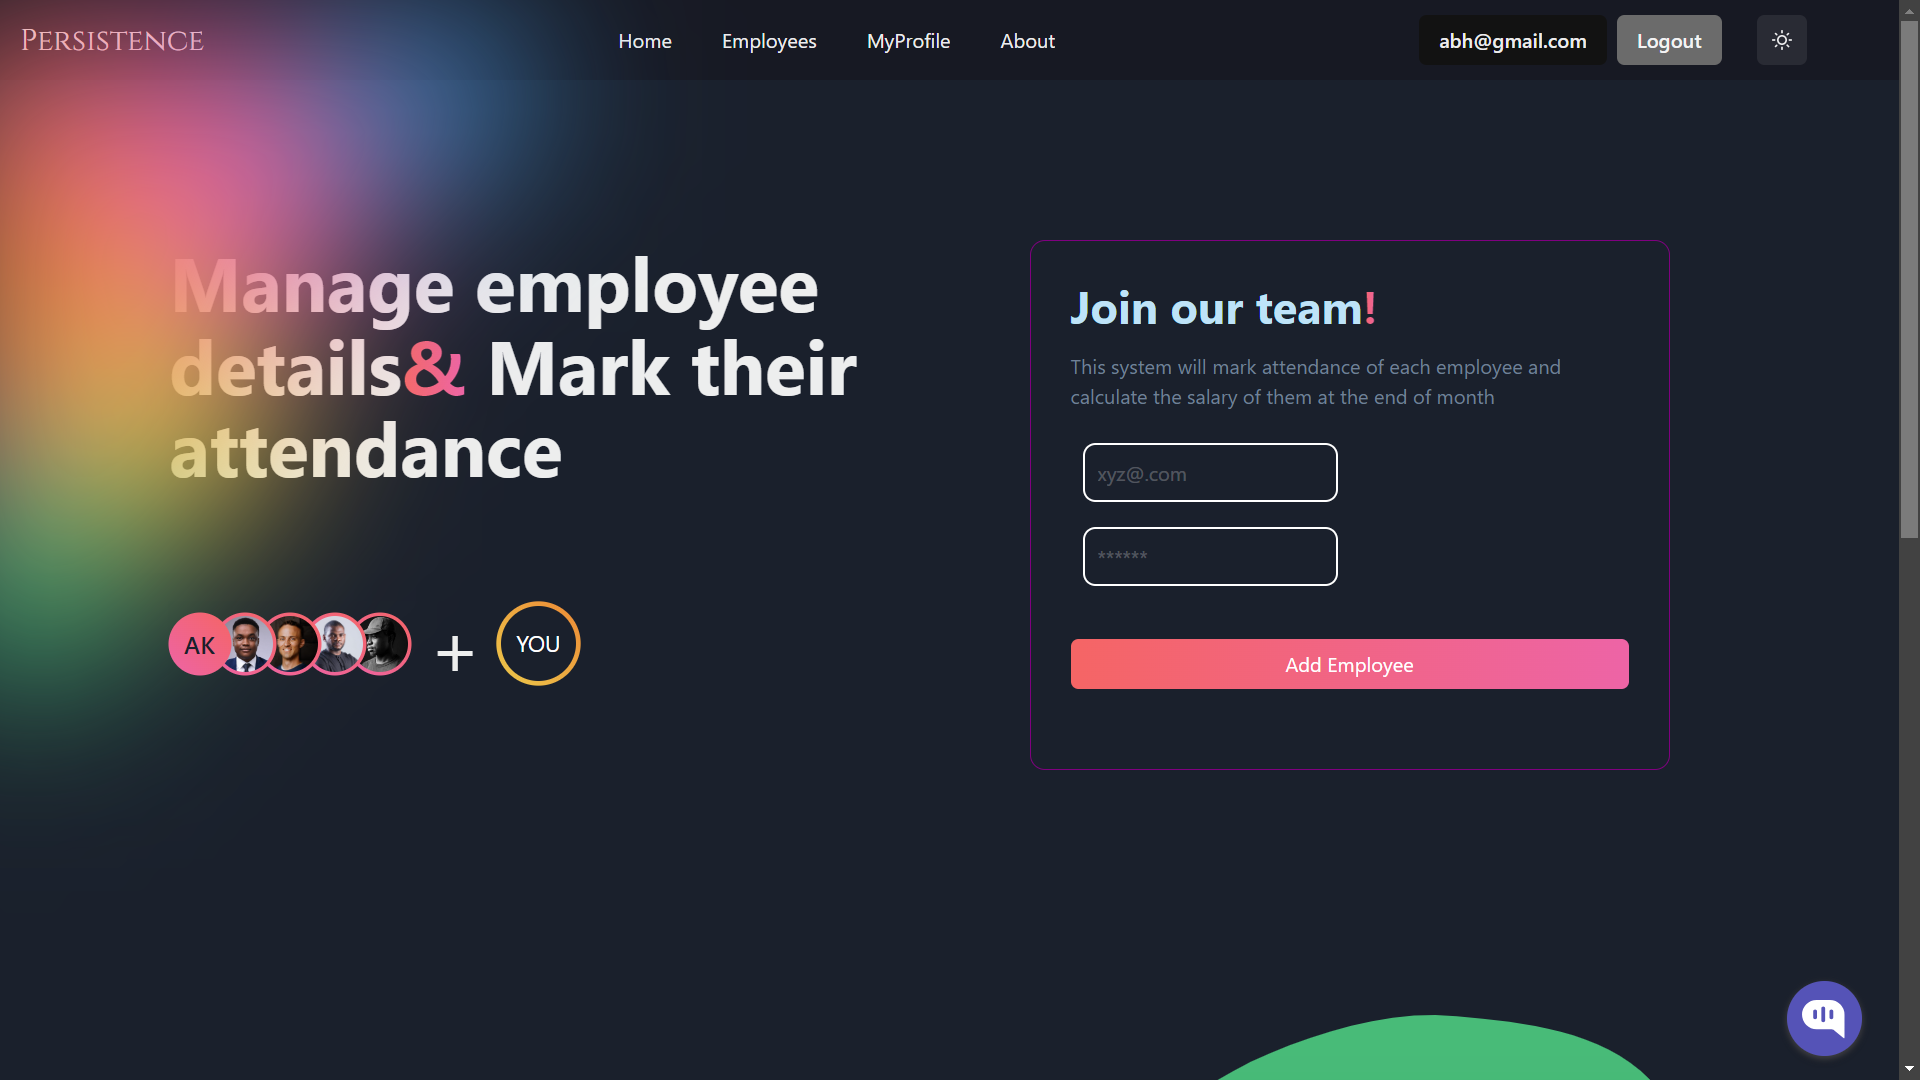 PERSISTENCE
Home
Employees
MyProfile
About
abh@gmail.com
Logout
Manage employee
details& Mark their
attendance
AK
+
YOU
Join our team!
This system will mark attendance of each employee and
calculate the salary of them at the end of month
xyz@.com
******
Add Employee